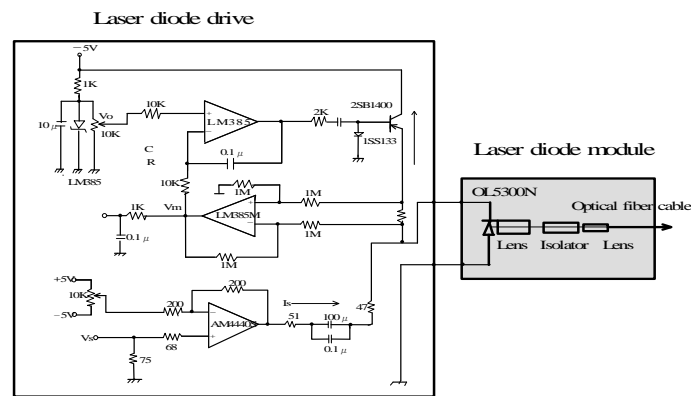 Laser diode drive
−5V
1K
10μ
Vo
10K
LM385
10K
LM385
C
R
0.1μ
2K
2SB1400
1SS133
10K
1M
1M
1K
Vm
LM385M
1M
0.1μ
1M
+5V
10K
−5V
200
200
AM44403
Is
51
100μ
0.1μ
47
Vs
68
75
Laser diode module
OL5300N
Optical fiber cable
Lens
Isolator
Lens